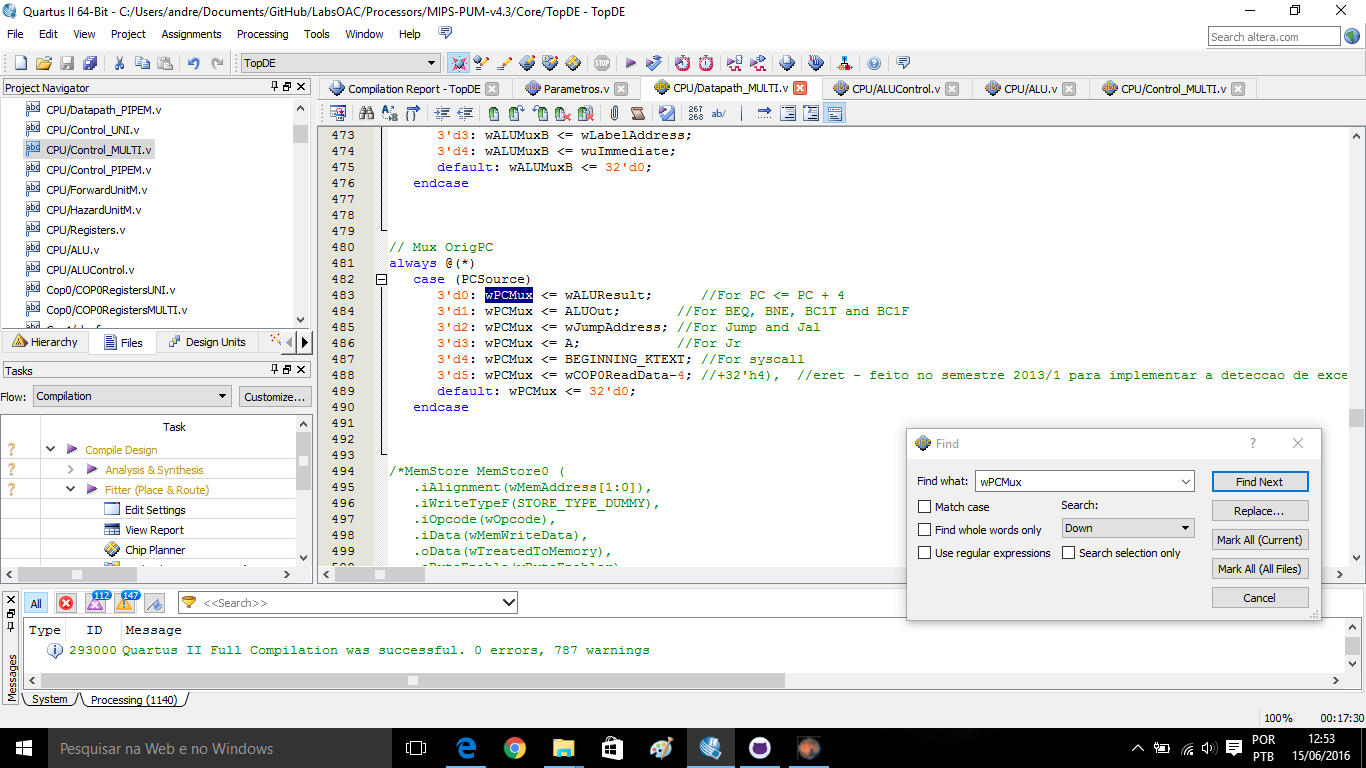 Quartus II 64-Bit - C:/Users/andre/Documents/GitHub/LabsOAC/Processors/MIPS-PUM-v4.3/Core/TopDE - TopDE
File Edit View Project Assignments Processing Tools Window Help
Search altera.com
TopDE
STOP
Project Navigator
CPU/Datapath_PIPEM.v
CPU/Control_UNI.v
CPU/Control_MULTI.v
CPU/Control_PIPEM.v
CPU/ForwardUnitM.v
CPU/HazardUnitM.v
CPU/Registers.v
CPU/ALU.v
CPU/ALUControl.v
Cop0/COP0RegistersUNI.v
Cop0/COP0RegistersMULTI.v
Hierarchy Files Design Units
Tasks
Flow: Compilation Customize...
Task
Compile Design
Analysis & Synthesis
Fitter (Place & Route)
Edit Settings
View Report
Chip Planner
Compilation Report - TopDE Parametros.v CPU/Datapath_MULTI.v CPU/ALUControl.v CPU/ALU.v CPU/Control_MULTI.v
267
268 ab/
473 3'd3: wALUMuxB <= wLabelAddress;
474 3'd4: wALUMuxB <= wuImmediate;
475 default: wALUMuxB <= 32'd0;
476 endcase
477
478
479
480 // Mux OrigPC
481 always @(*)
482 case (PCSource)
483 3'd0: wPCMux <= wALUResult; //For PC <= PC + 4
484 3'd1: wPCMux <= ALUOut; //For BEQ, BNE, BC1T and BC1F
485 3'd2: wPCMux <= wJumpAddress; //For Jump and Jal
486 3'd3: wPCMux <= A; //For Jr
487 3'd4: wPCMux <= BEGINNING_KTEXT; //For syscall
488 3'd5: wPCMux <= wCOP0ReadData-4; //+32'h4), //eret - feito no semestre 2013/1 para implementar a deteccao de exce
489 default: wPCMux <= 32'd0;
490 endcase
491
492
493
494 /*MemStore MemStore0 (
495 .iAlignment(wMemAddress[1:0]),
496 .iWriteTypeF(STORE_TYPE_DUMMY),
497 .iOpcode(wOpcode),
498 .iData(wMemWriteData),
499 .oData(wTreatedToMemory),
Find
Find what: wPCMux Find Next
Match case Search: Replace...
Find whole words only Down Mark All (Current)
Use regular expressions Search selection only Mark All (All Files)
Cancel
All 112 147 <<Search>>
Type ID Message
293000 Quartus II Full Compilation was successful. 0 errors, 787 warnings
Messages
System Processing (1140)
100% 00:17:30
Pesquisar na Web e no Windows
POR 12:53
PTB 15/06/2016